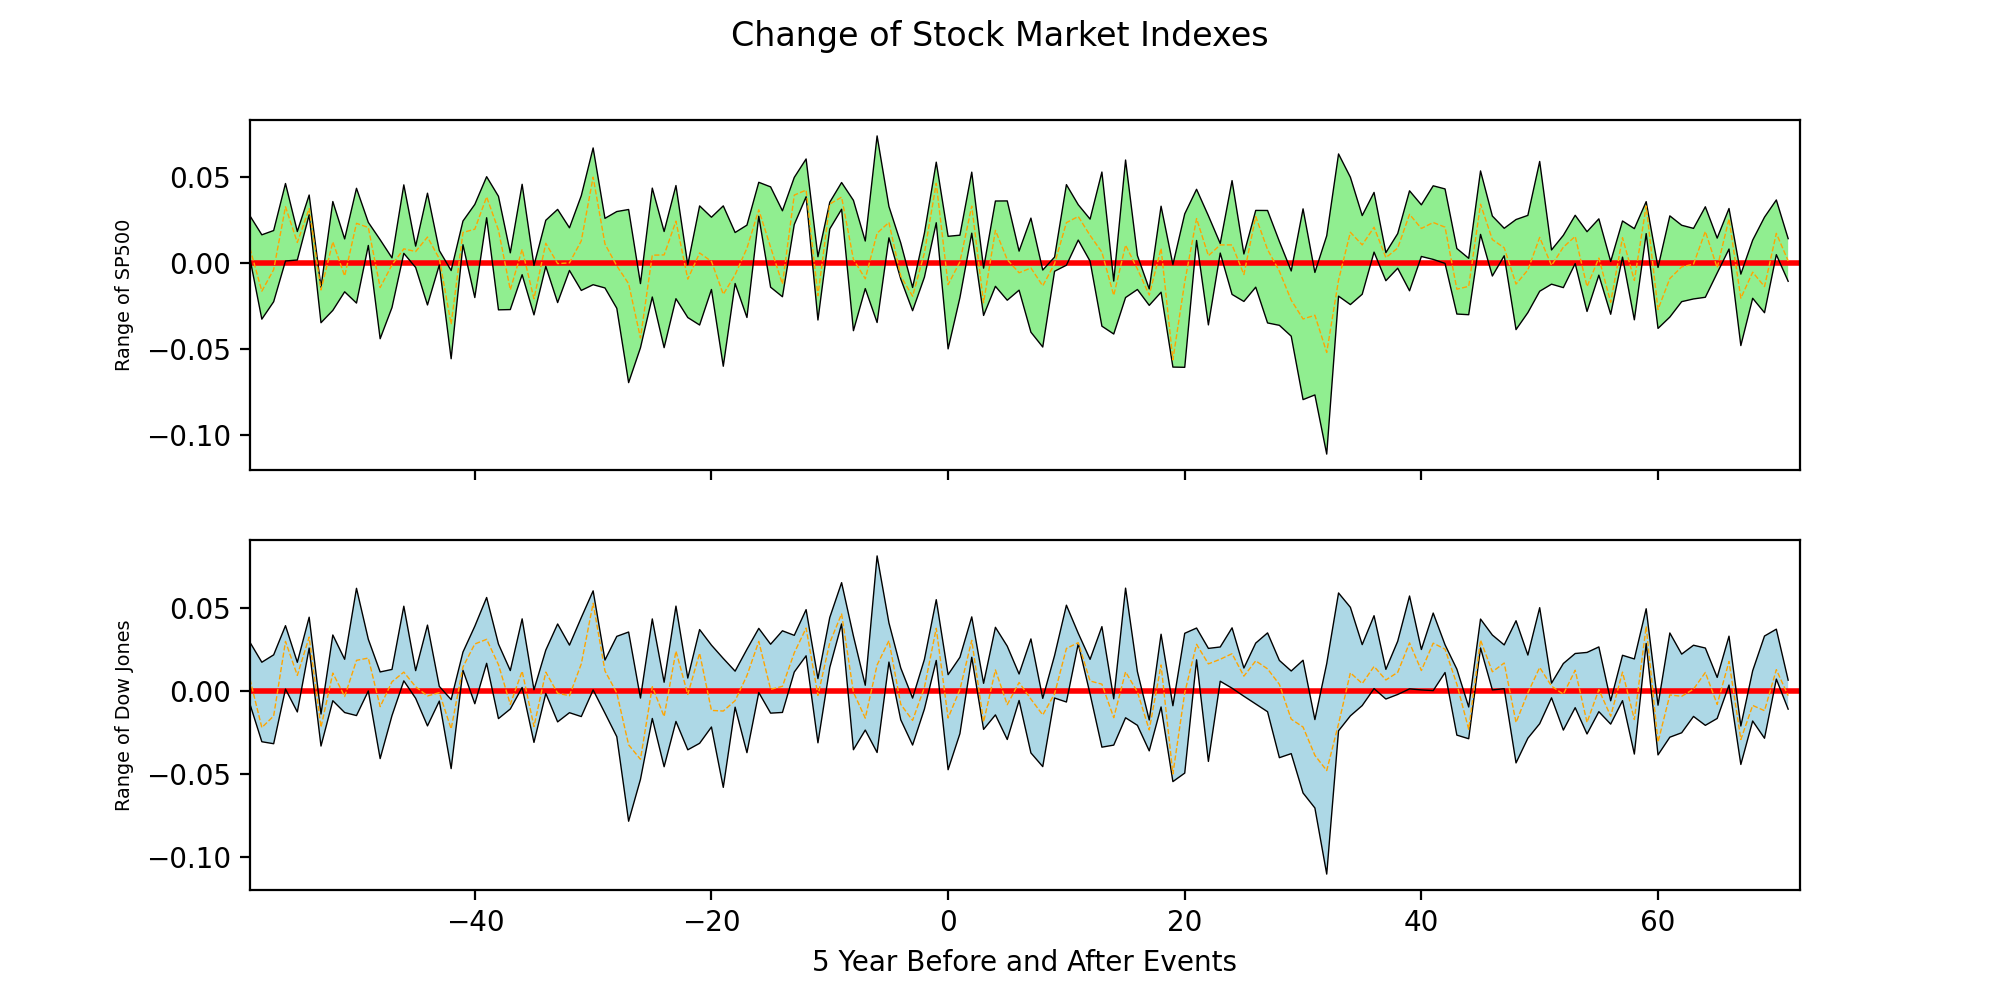 Change of Stock Market Indexes
Range of SP500
0.05
0.00
−0.05
−0.10
Range of Dow Jones
0.05
0.00
−0.05
−0.10
−40 −20 0 20 40 60
5 Year Before and After Events